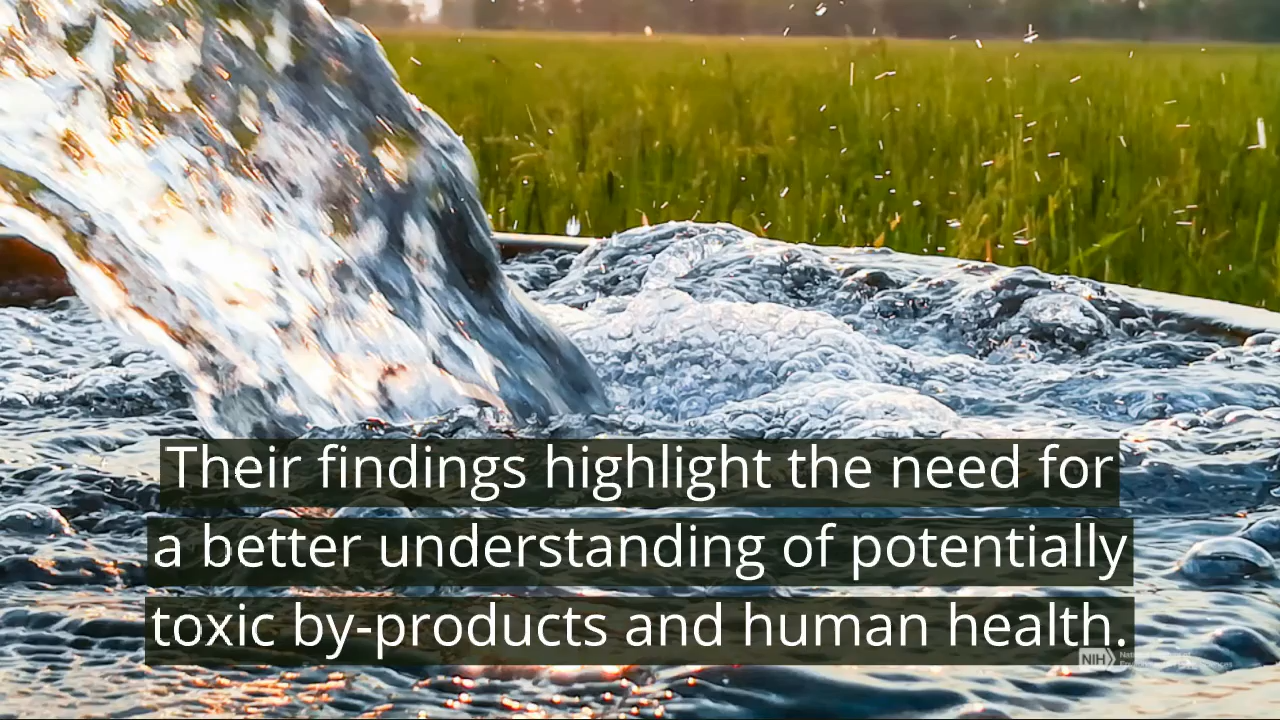 Their findings highlight the need for
a better understanding of potentially
toxic by-products and human health.
NIH